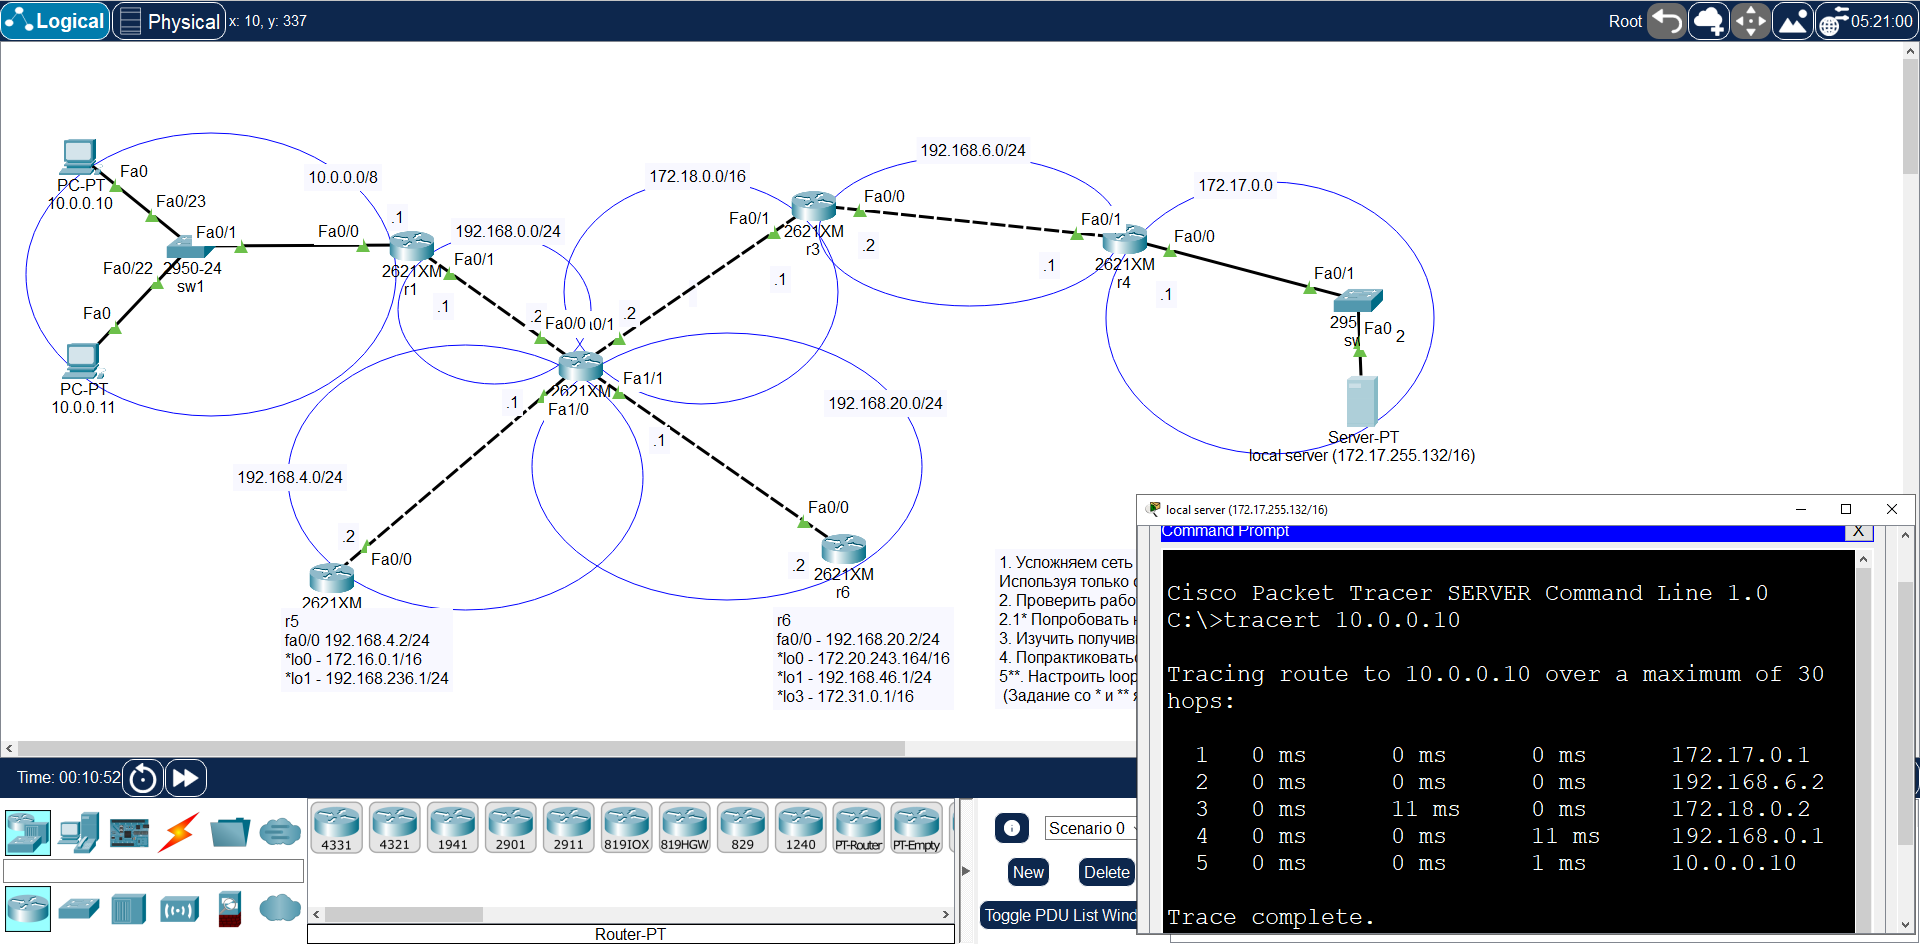 Logical
Physical
x: 10, y: 337
Root
05:21:00
PC-PT
10.0.0.10
Fa0
Fa0/23
Fa0/1
Fa0/22
2950-24
sw1
Fa0
PC-PT
10.0.0.11
10.0.0.0/8
Fa0/0
.1
2621XM
r1
Fa0/1
.1
192.168.0.0/24
.2
Fa0/0
.2
172.18.0.0/16
Fa0/1
2621XM
r3
.1
Fa0/0
.2
192.168.6.0/24
Fa0/1
.1
2621XM
r4
Fa0/0
.1
172.17.0.0
Fa0/1
295
Fa0
2
Server-PT
local server (172.17.255.132/16)
2621XM
Fa1/1
Fa1/0
.1
.1
192.168.4.0/24
192.168.20.0/24
.2
Fa0/0
2621XM
r5
fa0/0 192.168.4.2/24
*lo0 - 172.16.0.1/16
*lo1 - 192.168.236.1/24
Fa0/0
.2
2621XM
r6
r6
fa0/0 - 192.168.20.2/24
*lo0 - 172.20.243.164/16
*lo1 - 192.168.46.1/24
*lo3 - 172.31.0.1/16
1. Усложняем сеть
Используя только
2. Проверить
2.1* Попробовать
3. Изучить
4.
5**. Настроить
(Задание со * и **
local server (172.17.255.132/16)
Command Prompt
X
Cisco Packet Tracer SERVER Command Line 1.0
C:\>tracert 10.0.0.10
Tracing route to 10.0.0.10 over a maximum of 30
hops:
1 0 ms 0 ms 0 ms 172.17.0.1
2 0 ms 0 ms 0 ms 192.168.6.2
3 0 ms 11 ms 0 ms 172.18.0.2
4 0 ms 0 ms 11 ms 192.168.0.1
5 0 ms 0 ms 1 ms 10.0.0.10
Trace complete.
Time: 00:10:52
4331
4321
1941
2901
2911
819IOX
819HGW
829
1240
PT-Router
PT-Empty
Router-PT
Scenario 0
New
Delete
Toggle PDU List